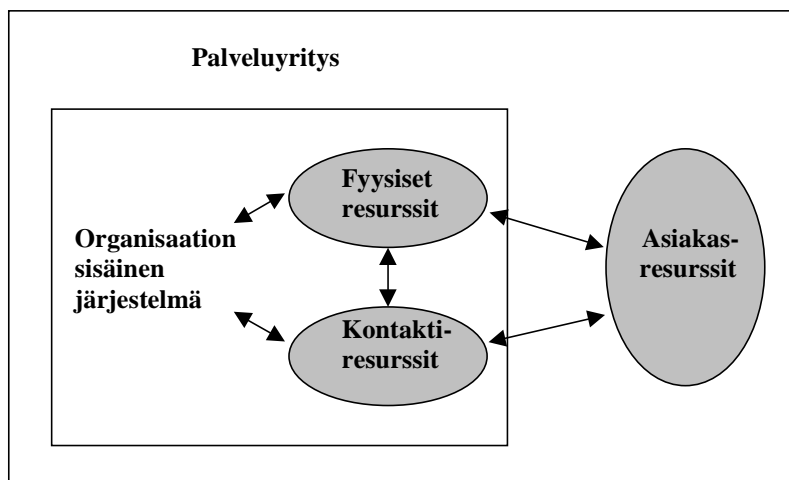 Palveluyritys
Fyysiset
resurssit
Organisaation
sisäinen
järjestelmä
Kontakti-
resurssit
Asiakas-
resurssit